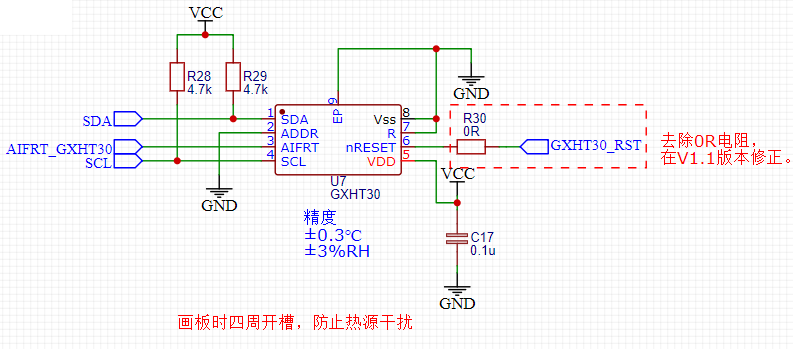 VCC
R28
4.7k
R29
4.7k
GND
SDA
AIFRT_GXHT30
SCL
1
2
3
4
SDA
ADDR
AIFRT
SCL
9
EP
Vss
R
nRESET
VDD
8
7
6
5
U7
GXHT30
GND
R30
0R
GXHT30_RST
去除0R电阻,
在V1.1版本修正。
VCC
C17
0.1u
GND
精度
±0.3℃
±3%RH
画板时四周开槽，防止热源干扰